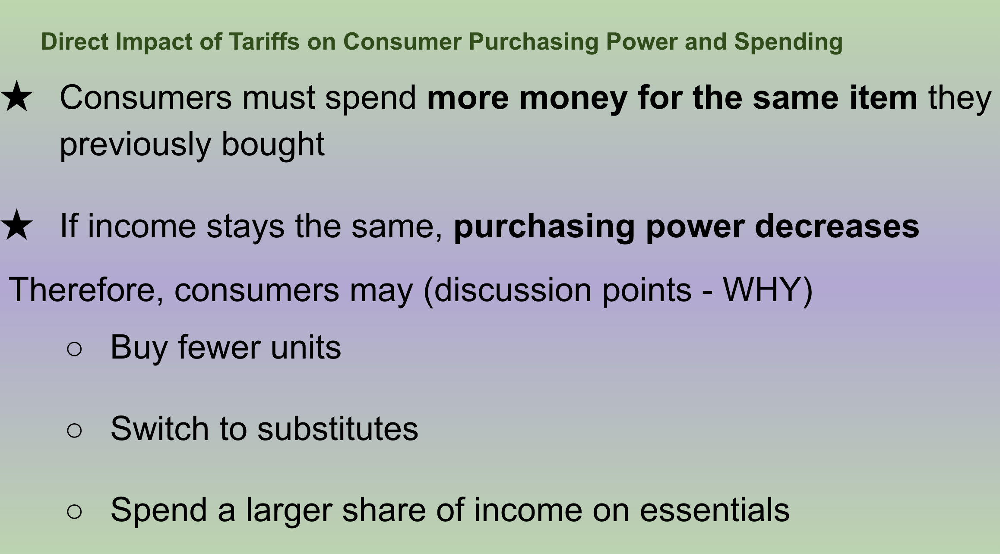 Direct Impact of Tariffs on Consumer Purchasing Power and Spending
★ Consumers must spend more money for the same item they
previously bought
★ If income stays the same, purchasing power decreases
Therefore, consumers may (discussion points - WHY)
○ Buy fewer units
○ Switch to substitutes
○ Spend a larger share of income on essentials